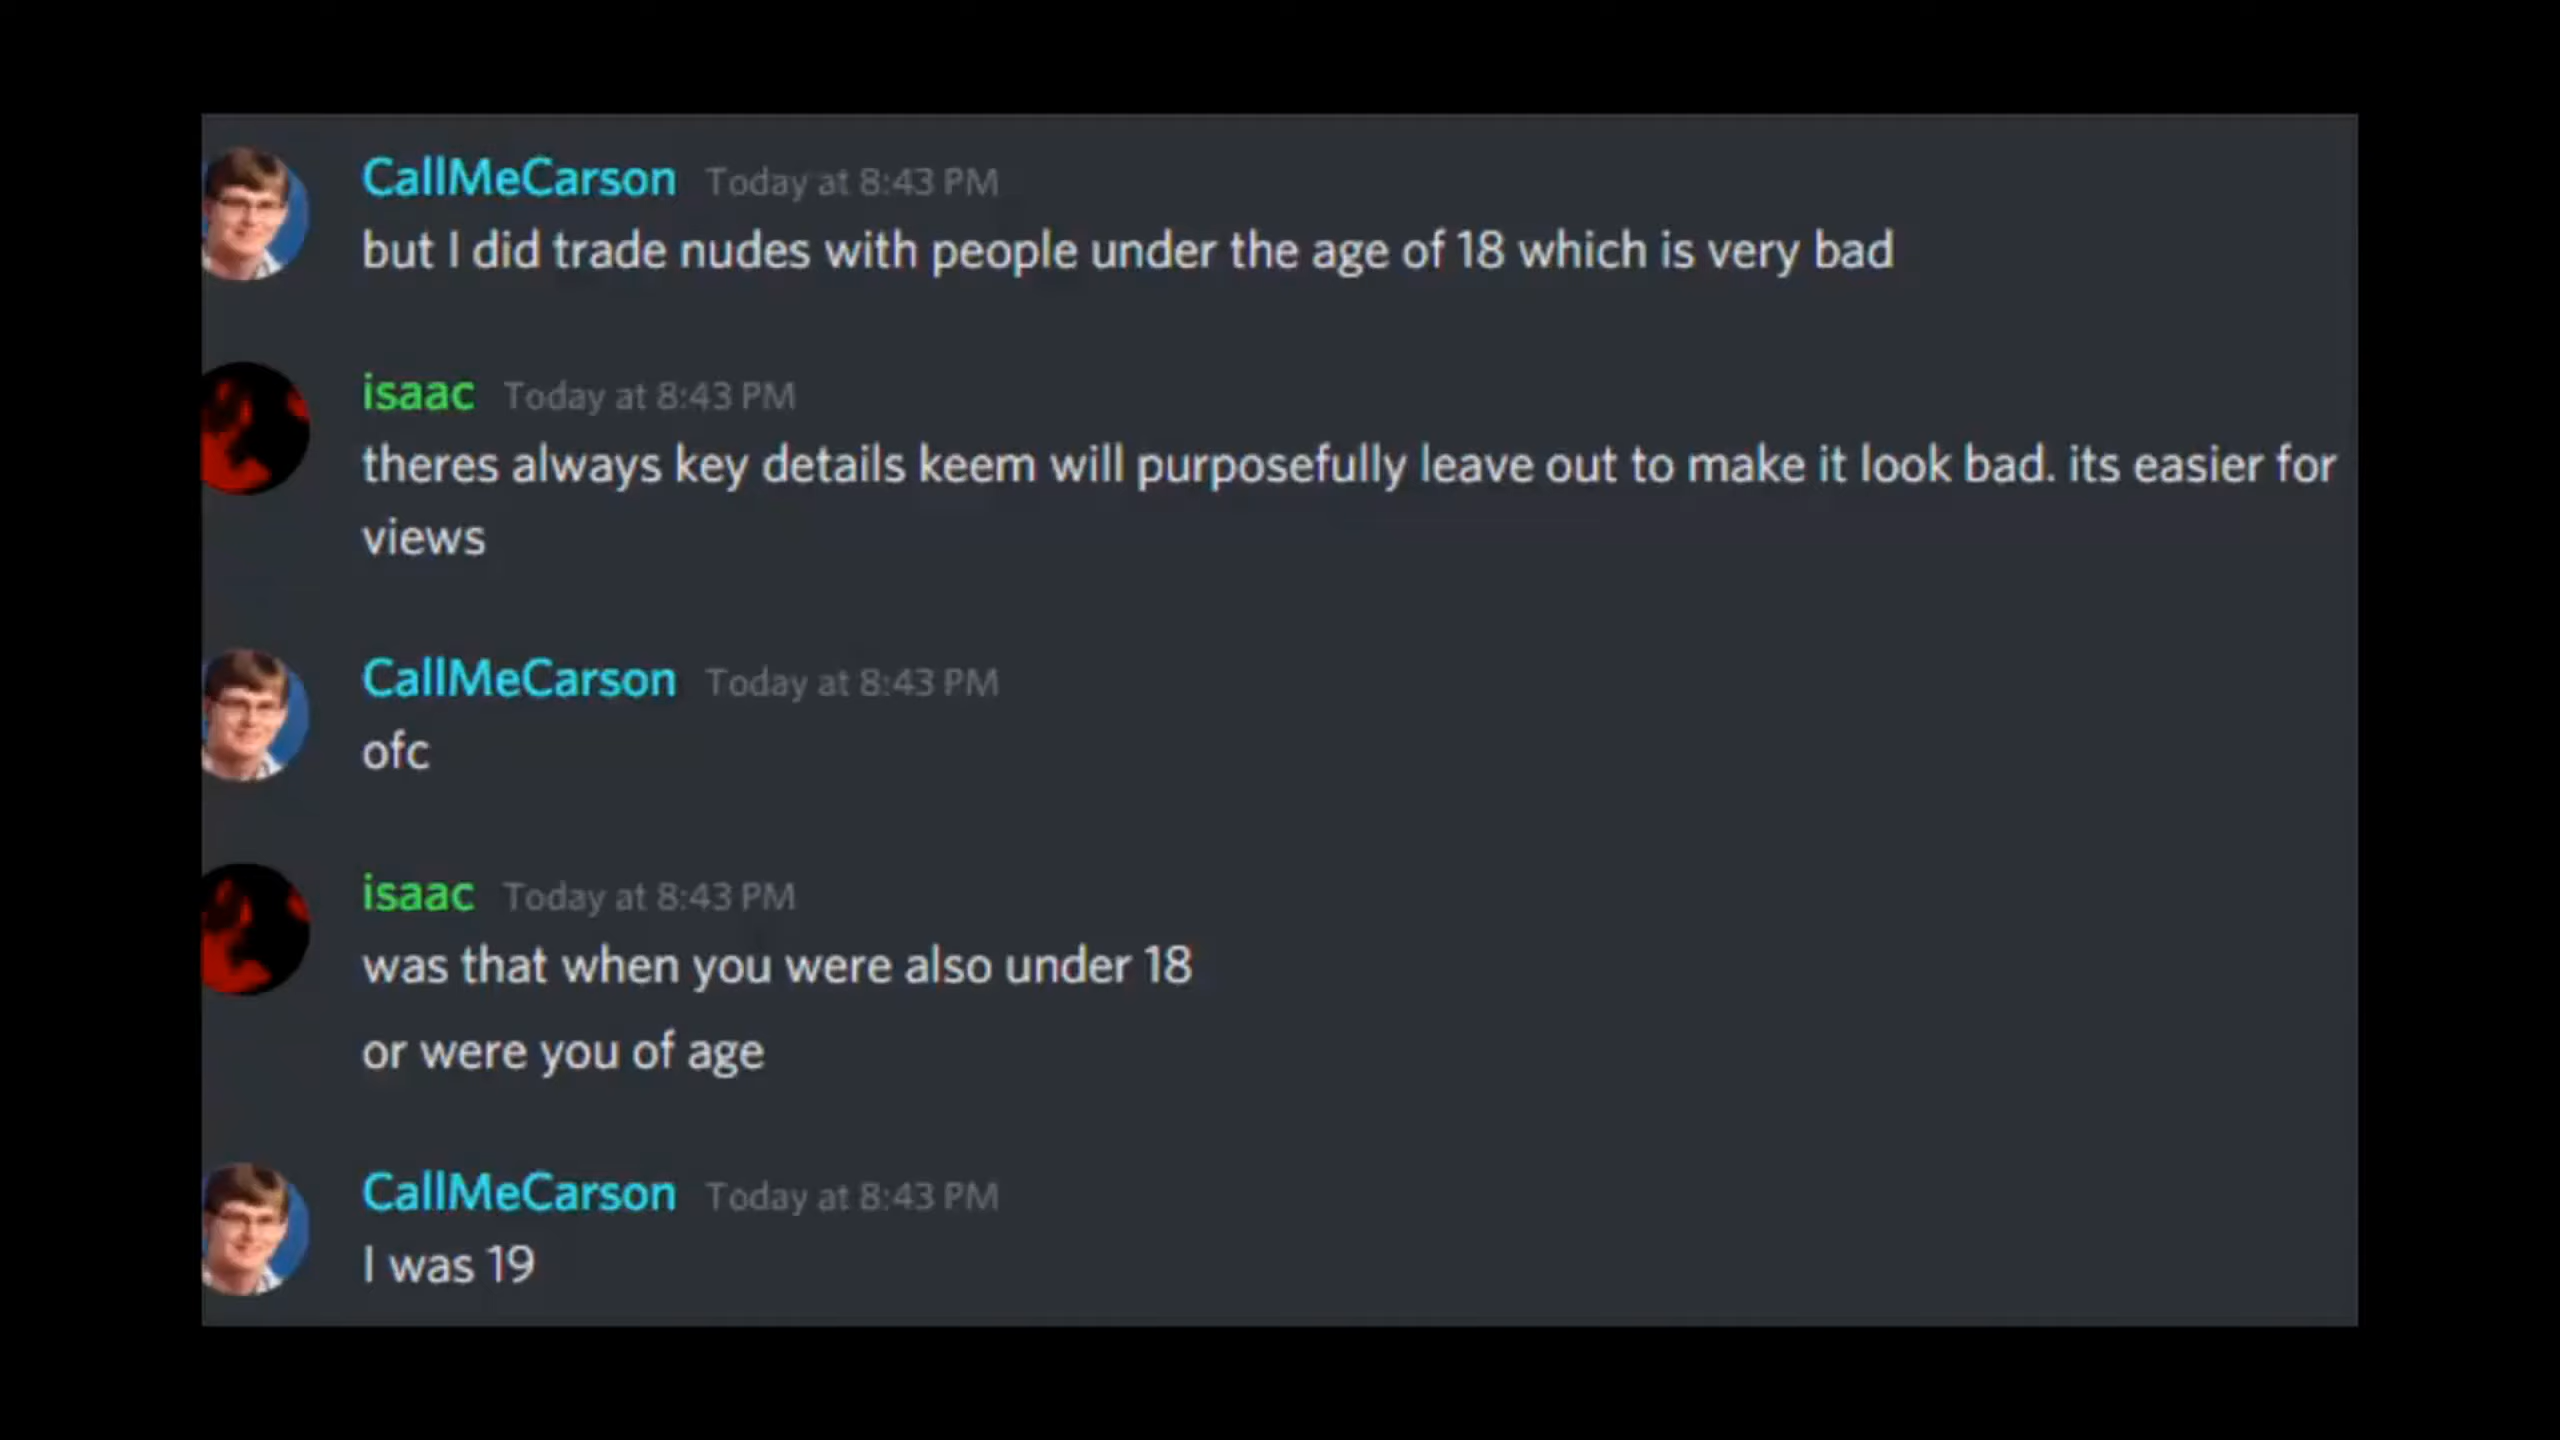 CallMeCarson Today at 8:43 PM
but I did trade nudes with people under the age of 18 which is very bad
isaac Today at 8:43 PM
theres always key details keem will purposefully leave out to make it look bad. its easier for
views
CallMeCarson Today at 8:43 PM
ofc
isaac Today at 8:43 PM
was that when you were also under 18
or were you of age
CallMeCarson Today at 8:43 PM
I was 19